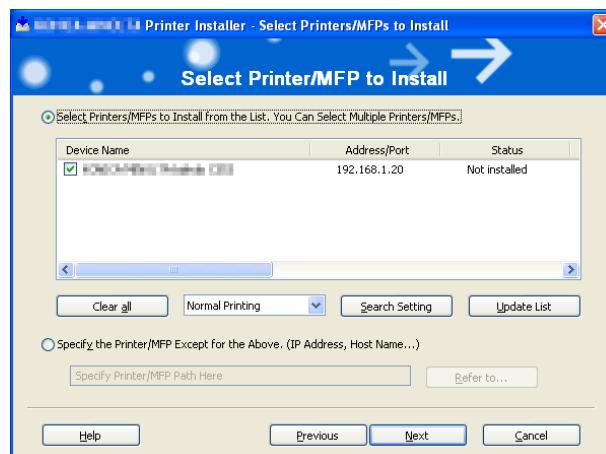 Printer Installer - Select Printers/MFPs to Install
Select Printer/MFP to Install
Select Printers/MFPs to Install from the List. You Can Select Multiple Printers/MFPs.
Device Name Address/Port Status
192.168.1.20 Not installed
Clear all Normal Printing Search Setting Update List
Specify the Printer/MFP Except for the Above. (IP Address, Host Name...)
Specify Printer/MFP Path Here Refer to...
Help Previous Next Cancel